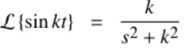 ℒ{sin kt} = k / (s² + k²)